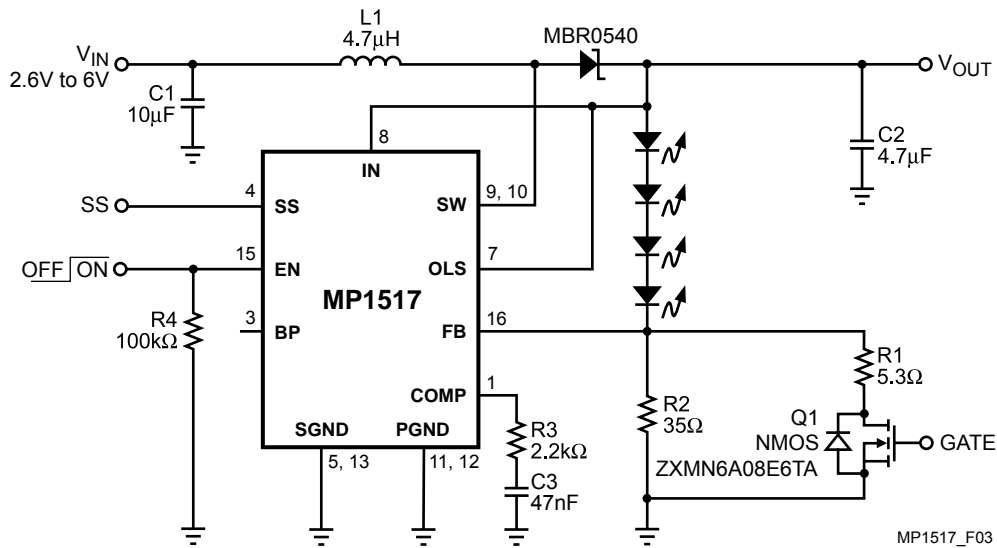 L1
4.7µH
MBR0540
VIN
2.6V to 6V
VOUT
C1
10µF
8
C2
4.7µF
IN
4
SS
SS
SW
9, 10
15
OFF ON
EN
OLS
7
MP1517
R4
100kΩ
3
BP
FB
16
R1
5.3Ω
COMP
1
R2
35Ω
Q1
NMOS
ZXMN6A08E6TA
GATE
SGND
PGND
R3
2.2kΩ
5, 13
11, 12
C3
47nF
MP1517_F03